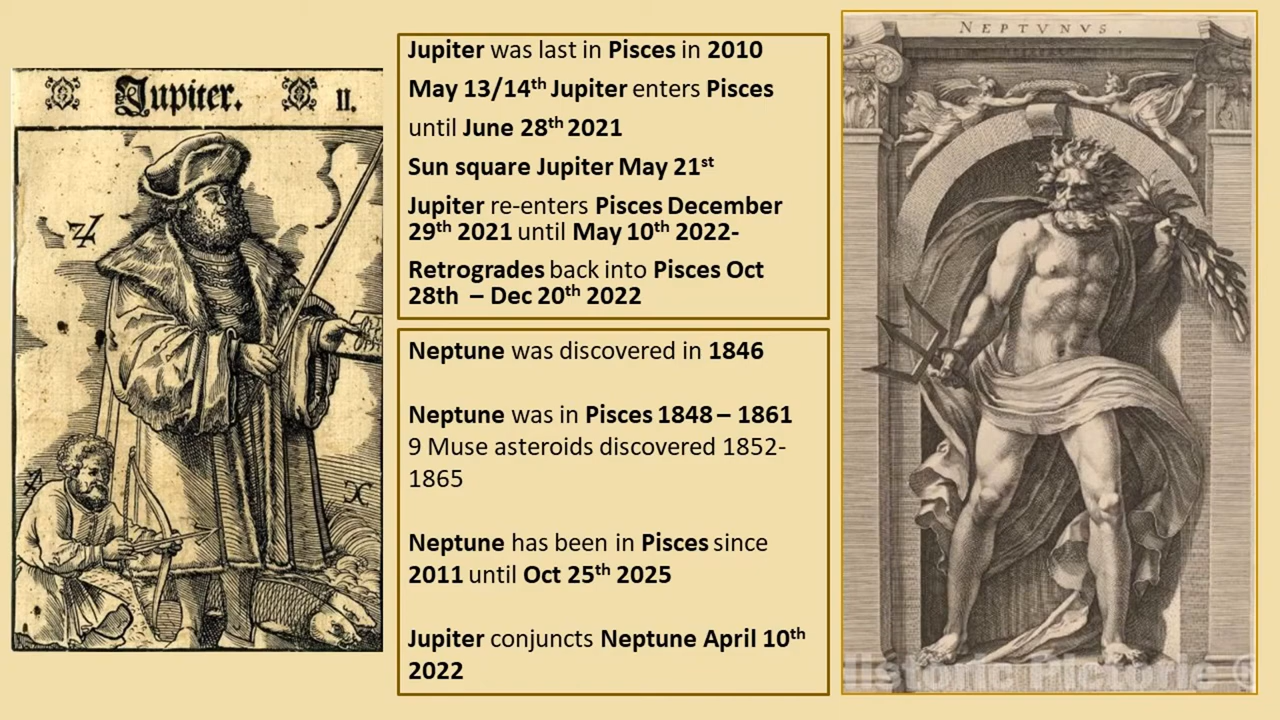 Jupiter. II.
Jupiter was last in Pisces in 2010
May 13/14th Jupiter enters Pisces
until June 28th 2021
Sun square Jupiter May 21st
Jupiter re-enters Pisces December
29th 2021 until May 10th 2022-
Retrogrades back into Pisces Oct
28th – Dec 20th 2022
Neptune was discovered in 1846
Neptune was in Pisces 1848 – 1861
9 Muse asteroids discovered 1852-
1865
Neptune has been in Pisces since
2011 until Oct 25th 2025
Jupiter conjuncts Neptune April 10th
2022
NEPTVNVS.
Historic Pictoric ©